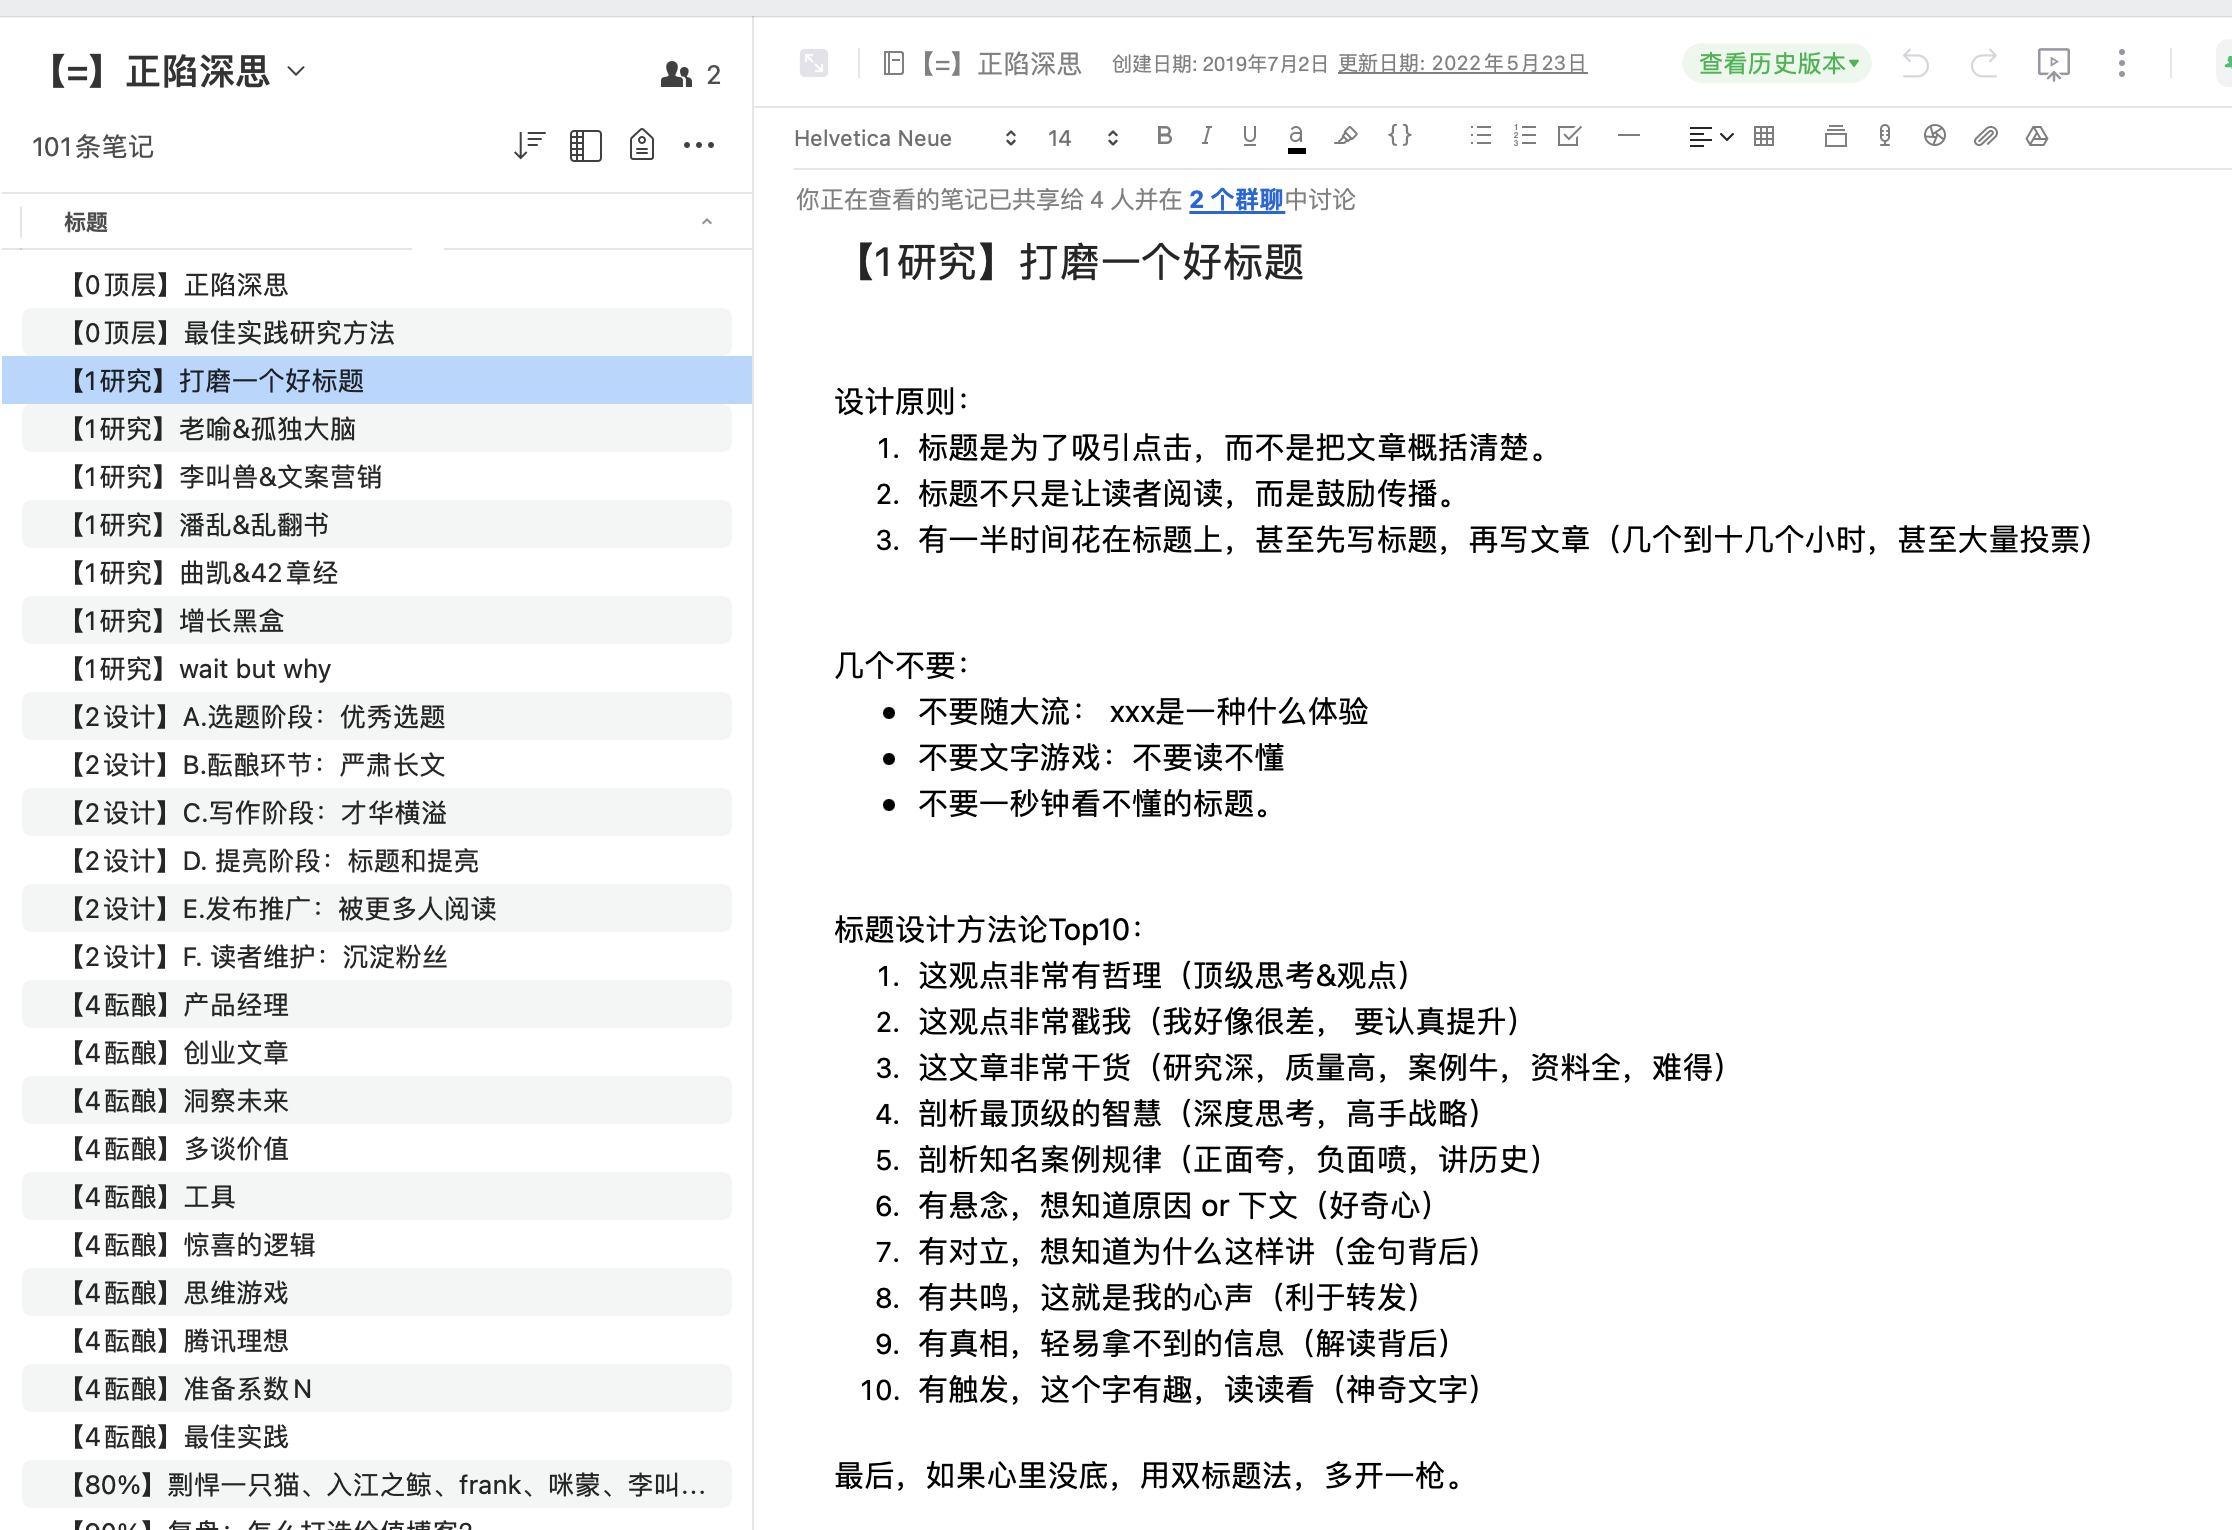 【=】正陷深思
2
101条笔记
标题
【0顶层】正陷深思
【0顶层】最佳实践研究方法
【1研究】打磨一个好标题
【1研究】老喻&孤独大脑
【1研究】李叫兽&文案营销
【1研究】潘乱&乱翻书
【1研究】曲凯&42章经
【1研究】增长黑盒
【1研究】wait but why
【2设计】A.选题阶段：优秀选题
【2设计】B.酝酿环节：严肃长文
【2设计】C.写作阶段：才华横溢
【2设计】D. 提亮阶段：标题和提亮
【2设计】E.发布推广：被更多人阅读
【2设计】F. 读者维护：沉淀粉丝
【4酝酿】产品经理
【4酝酿】创业文章
【4酝酿】洞察未来
【4酝酿】多谈价值
【4酝酿】工具
【4酝酿】惊喜的逻辑
【4酝酿】思维游戏
【4酝酿】腾讯理想
【4酝酿】准备系数N
【4酝酿】最佳实践
【80%】剽悍一只猫、入江之鲸、frank、咪蒙、李叫...
【90%】复盘：怎么打造价值博客?
【=】正陷深思 创建日期: 2019年7月2日 更新日期: 2022年5月23日 查看历史版本
Helvetica Neue 14 B I U a {}
你正在查看的笔记已共享给 4 人并在 2 个群聊中讨论
【1研究】打磨一个好标题
设计原则：
1. 标题是为了吸引点击，而不是把文章概括清楚。
2. 标题不只是让读者阅读，而是鼓励传播。
3. 有一半时间花在标题上，甚至先写标题，再写文章（几个到十几个小时，甚至大量投票）
几个不要：
• 不要随大流： xxx是一种什么体验
• 不要文字游戏：不要读不懂
• 不要一秒钟看不懂的标题。
标题设计方法论Top10：
1. 这观点非常有哲理（顶级思考&观点）
2. 这观点非常戳我（我好像很差， 要认真提升）
3. 这文章非常干货（研究深，质量高，案例牛，资料全，难得）
4. 剖析最顶级的智慧（深度思考，高手战略）
5. 剖析知名案例规律（正面夸，负面喷，讲历史）
6. 有悬念，想知道原因 or 下文（好奇心）
7. 有对立，想知道为什么这样讲（金句背后）
8. 有共鸣，这就是我的心声（利于转发）
9. 有真相，轻易拿不到的信息（解读背后）
10. 有触发，这个字有趣，读读看（神奇文字）
最后，如果心里没底，用双标题法，多开一枪。